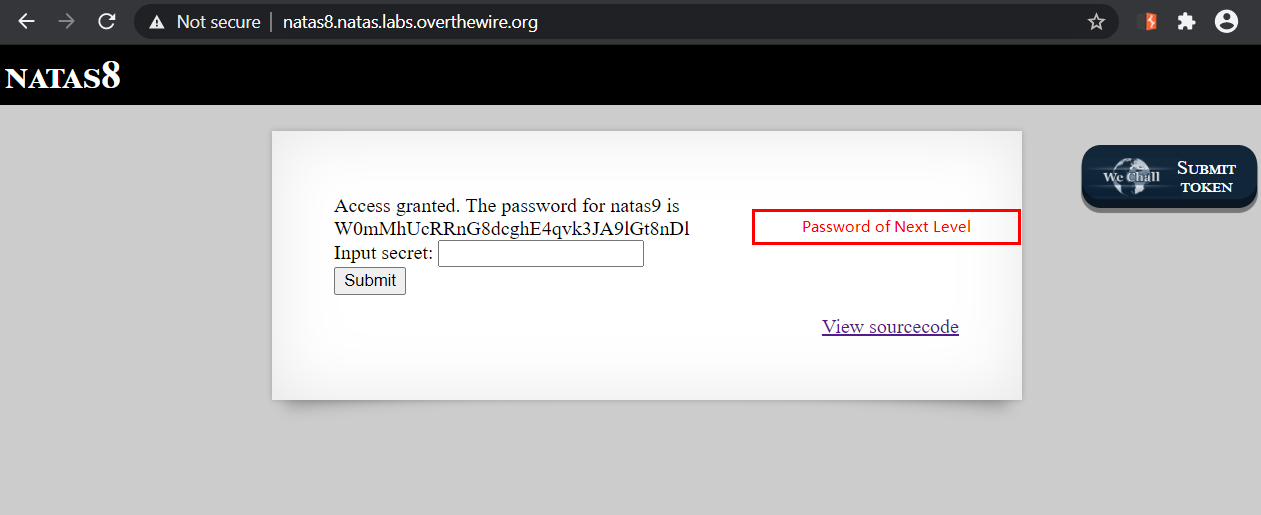 Not secure | natas8.natas.labs.overthewire.org
NATAS8
We Chall
SUBMIT
TOKEN
Access granted. The password for natas9 is
W0mMhUcRRnG8dcghE4qvk3JA9lGt8nDl
Password of Next Level
Input secret:
Submit
View sourcecode